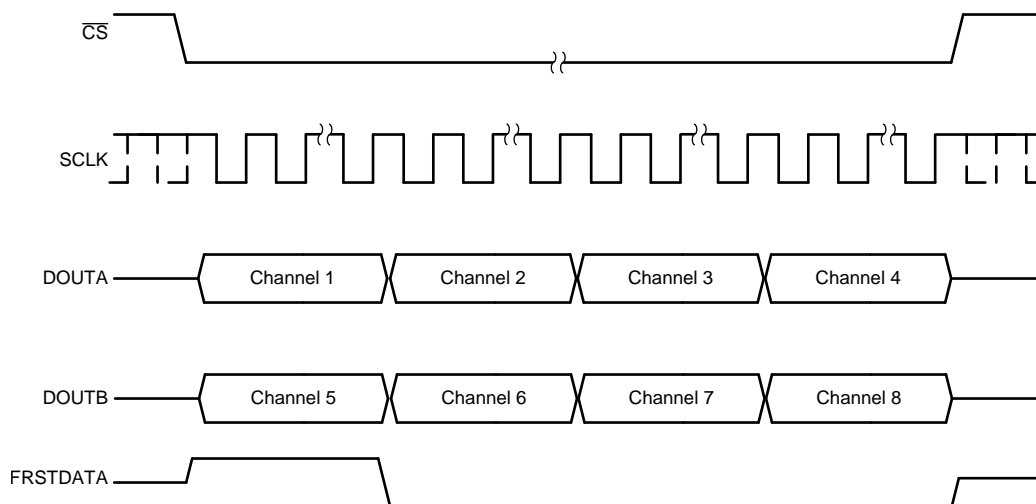 CS
SCLK
DOUTA Channel 1 Channel 2 Channel 3 Channel 4
DOUTB Channel 5 Channel 6 Channel 7 Channel 8
FRSTDATA